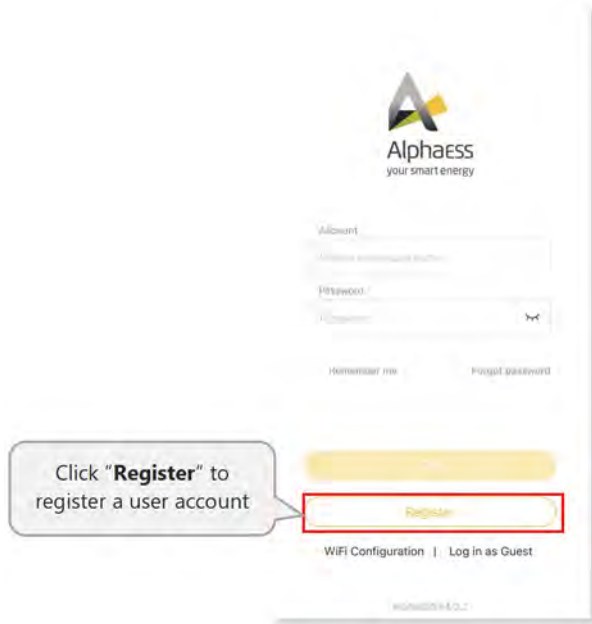 Alphaess
your smart energy
Account
Password
Remember me
Forgot password
Click “Register” to
register a user account
Register
WiFi Configuration | Log in as Guest